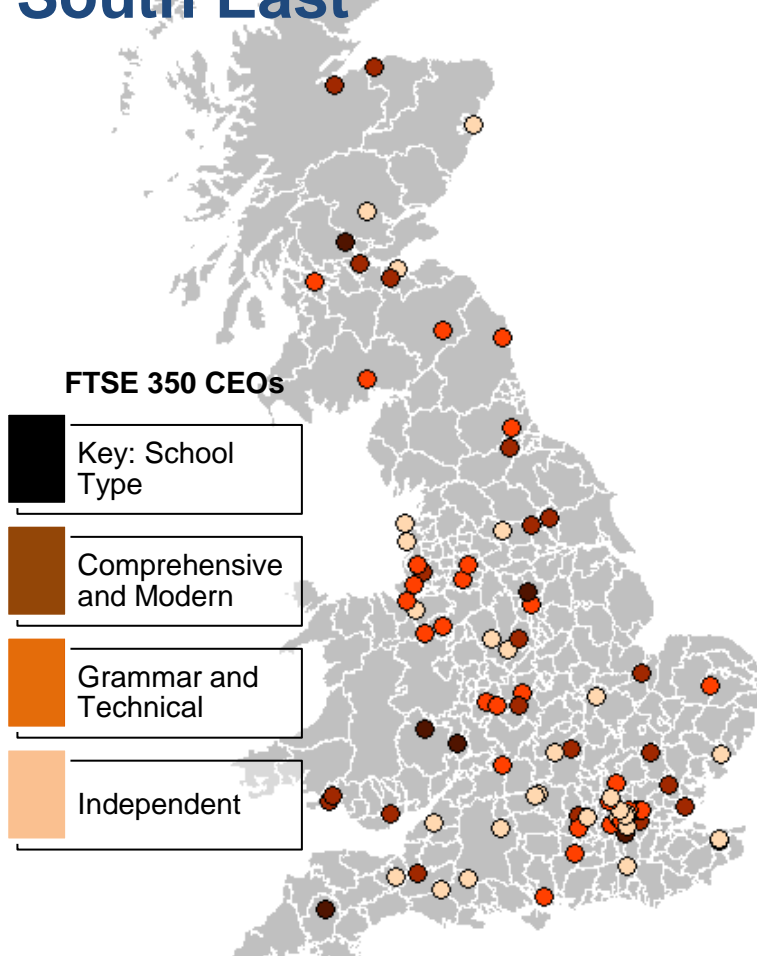 South East
FTSE 350 CEOs
Key: School
Type
Comprehensive
and Modern
Grammar and
Technical
Independent